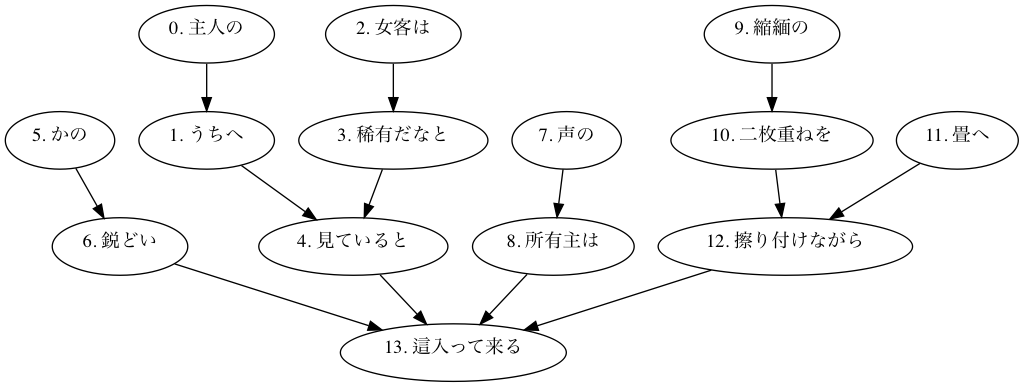 0. 主人の
2. 女客は
9. 縮緬の
5. かの
1. うちへ
3. 稀有だなと
7. 声の
10. 二枚重ねを
11. 畳へ
6. 鋭どい
4. 見ていると
8. 所有主は
12. 擦り付けながら
13. 這入って来る